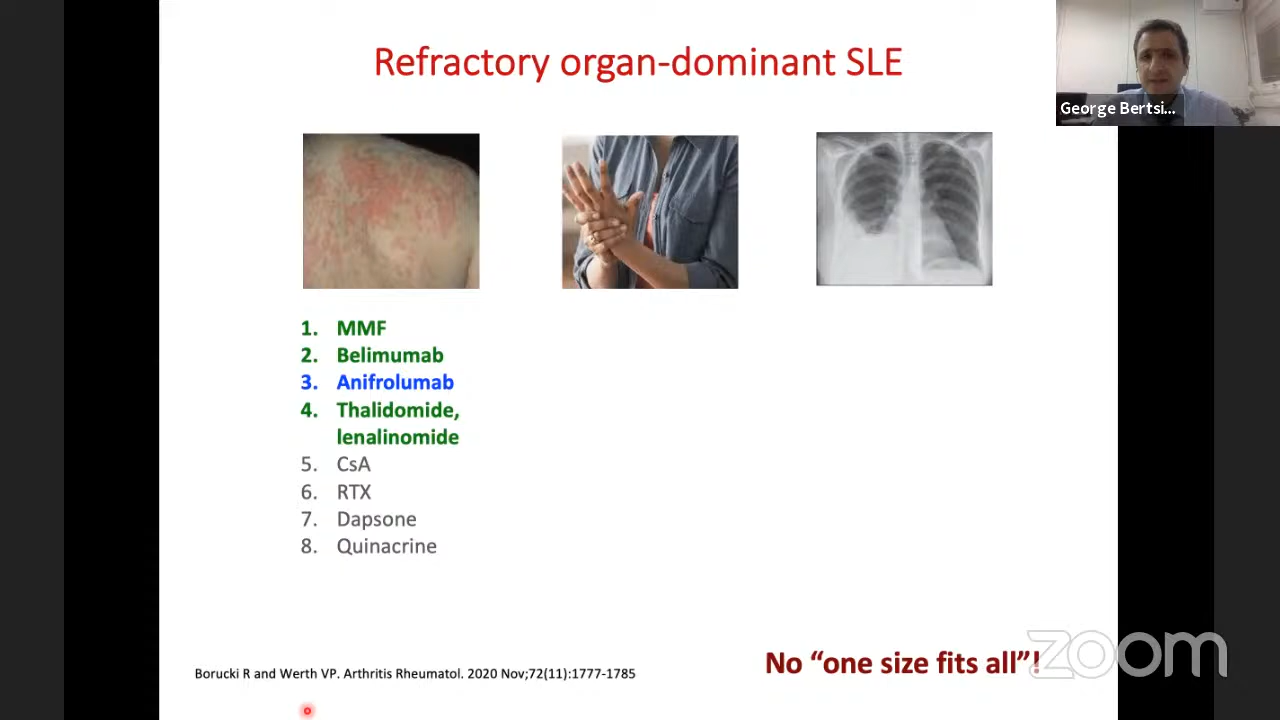 Refractory organ-dominant SLE
George Bertsi...
1. MMF
2. Belimumab
3. Anifrolumab
4. Thalidomide,
lenalinomide
5. CsA
6. RTX
7. Dapsone
8. Quinacrine
Borucki R and Werth VP. Arthritis Rheumatol. 2020 Nov;72(11):1777-1785
No “one size fits all”!
zoom